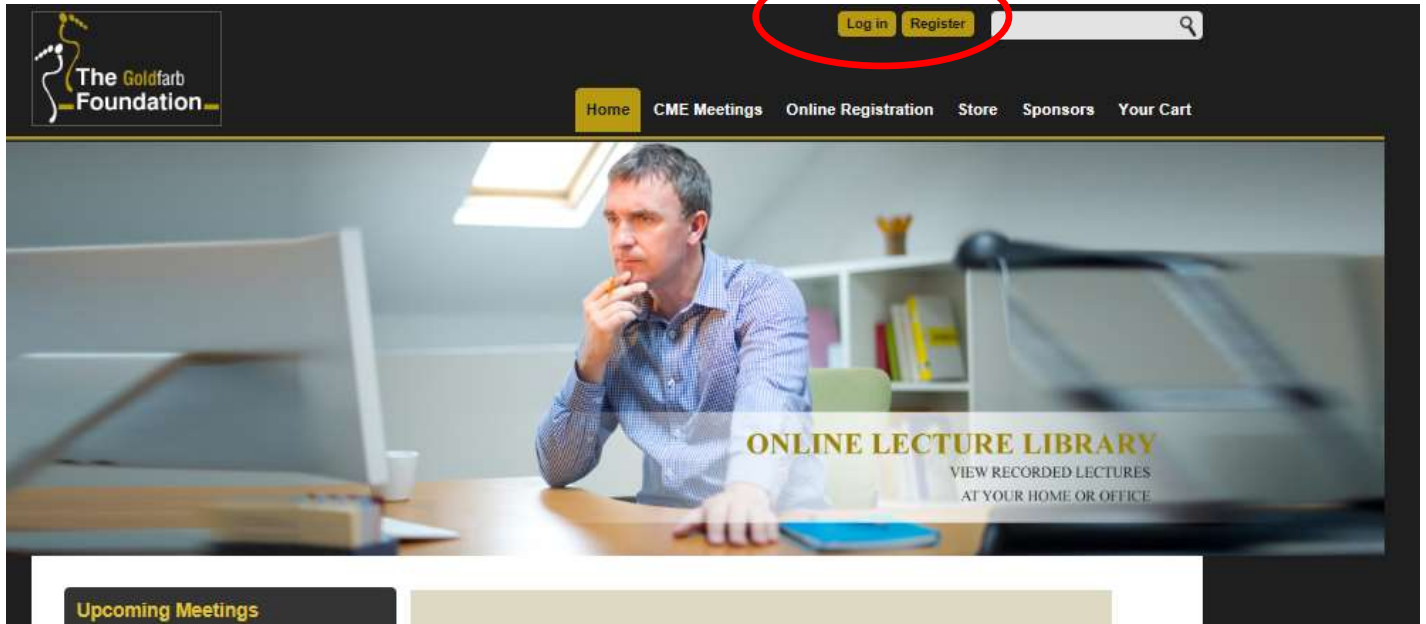 Log in Register
The Goldfarb
Foundation
Home CME Meetings Online Registration Store Sponsors Your Cart
ONLINE LECTURE LIBRARY
VIEW RECORDED LECTURES
AT YOUR HOME OR OFFICE
Upcoming Meetings